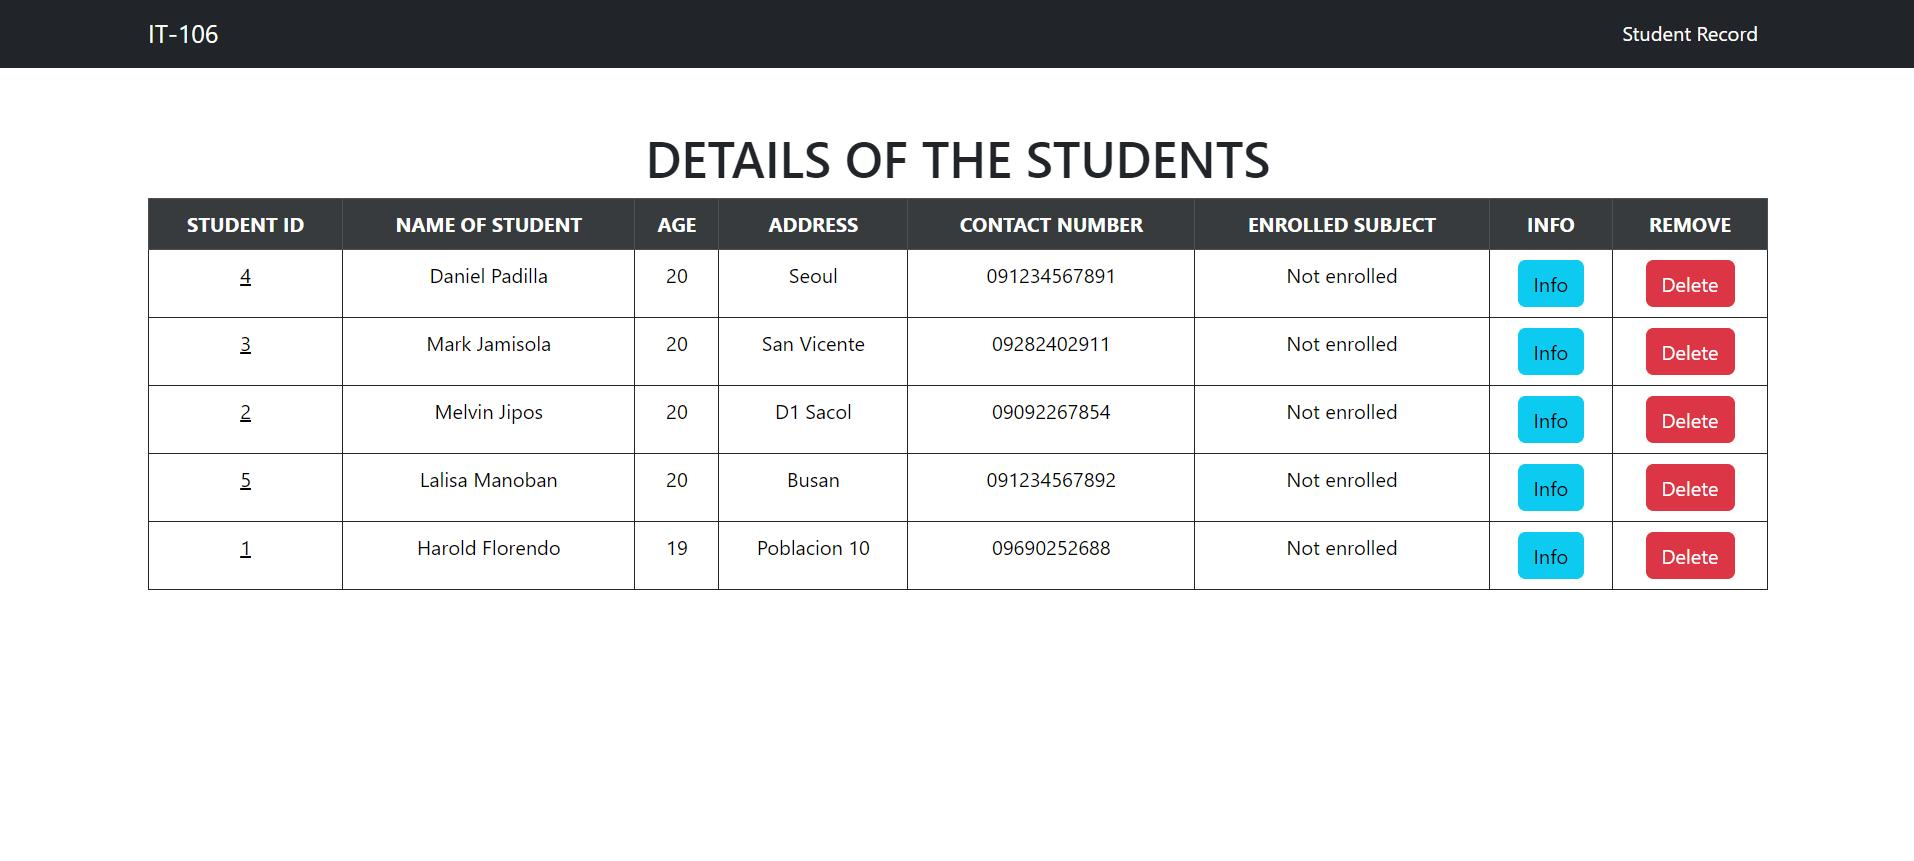 IT-106 Student Record
DETAILS OF THE STUDENTS
STUDENT ID NAME OF STUDENT AGE ADDRESS CONTACT NUMBER ENROLLED SUBJECT INFO REMOVE
4 Daniel Padilla 20 Seoul 091234567891 Not enrolled Info Delete
3 Mark Jamisola 20 San Vicente 09282402911 Not enrolled Info Delete
2 Melvin Jipos 20 D1 Sacol 09092267854 Not enrolled Info Delete
5 Lalisa Manoban 20 Busan 091234567892 Not enrolled Info Delete
1 Harold Florendo 19 Poblacion 10 09690252688 Not enrolled Info Delete